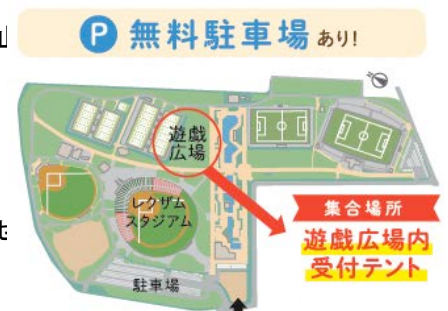 P 無料駐車場 あり!
遊戯
広場
レクザム
スタジアム
駐車場
集合場所
遊戯広場内
受付テント